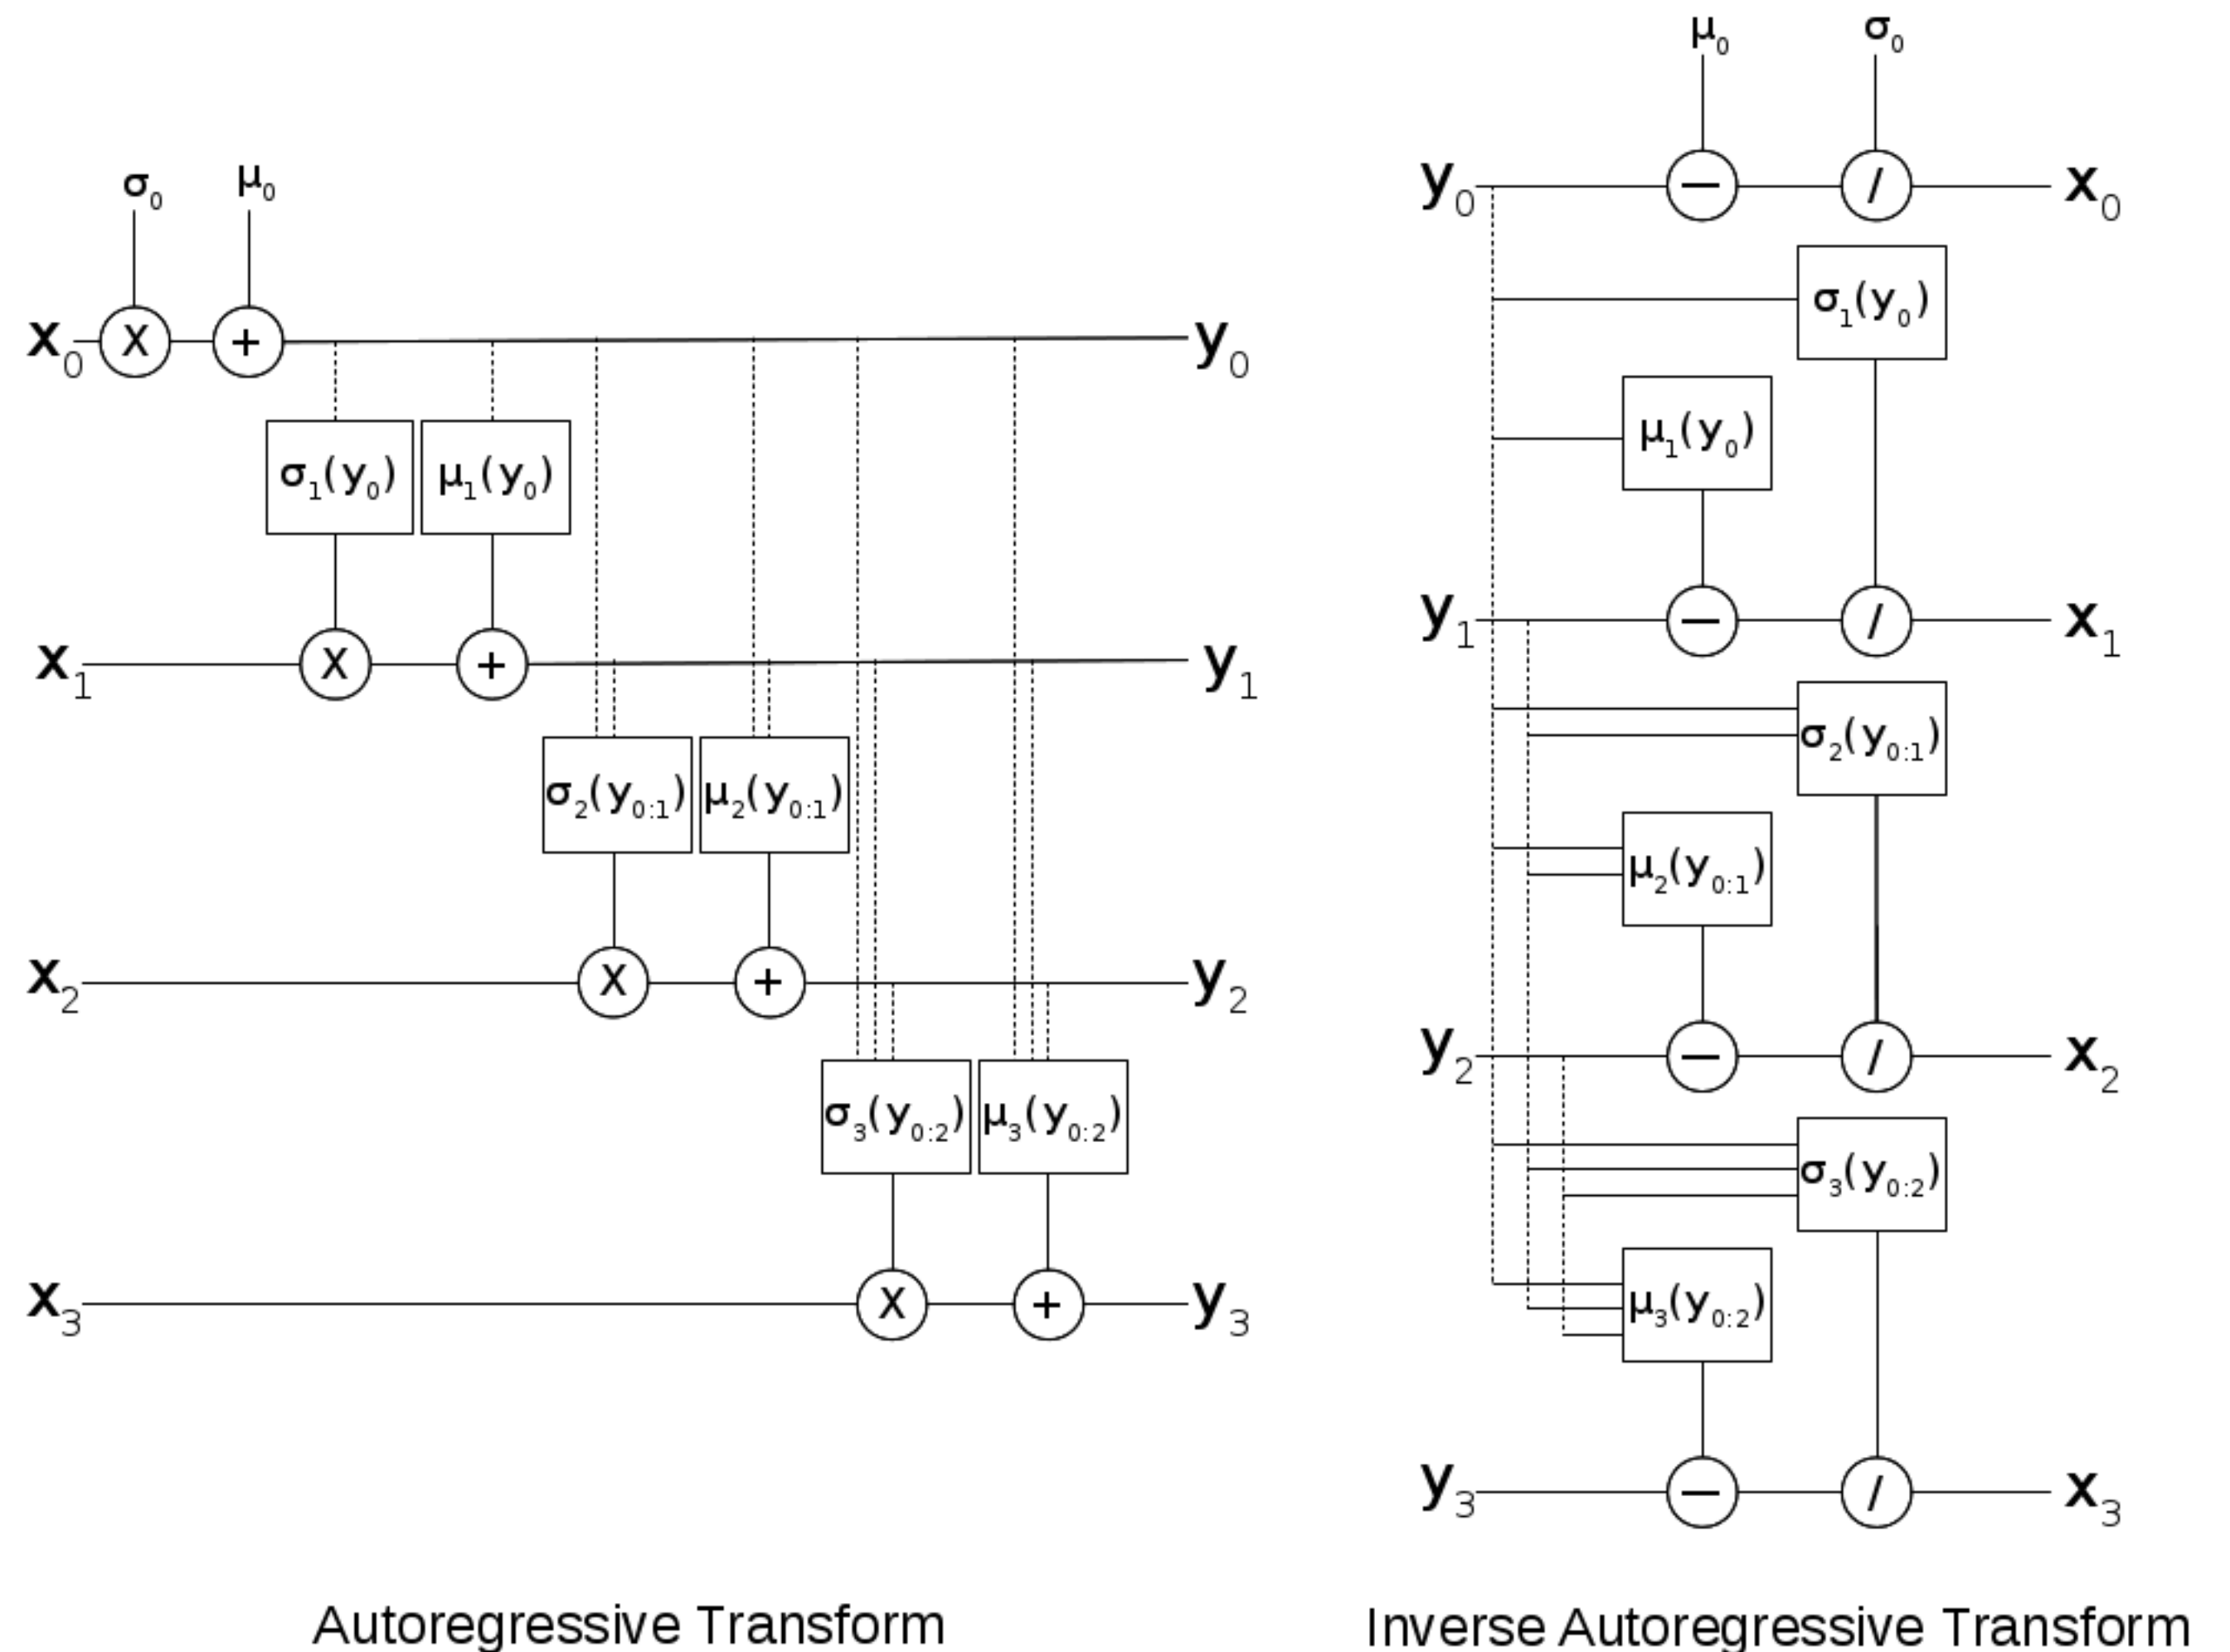 σ0 μ0
x0 X + y0
σ1(y0) μ1(y0)
x1 X + y1
σ2(y0:1) μ2(y0:1)
x2 X + y2
σ3(y0:2) μ3(y0:2)
x3 X + y3
Autoregressive Transform
μ0 σ0
y0 − / x0
σ1(y0)
μ1(y0)
y1 − / x1
σ2(y0:1)
μ2(y0:1)
y2 − / x2
σ3(y0:2)
μ3(y0:2)
y3 − / x3
Inverse Autoregressive Transform